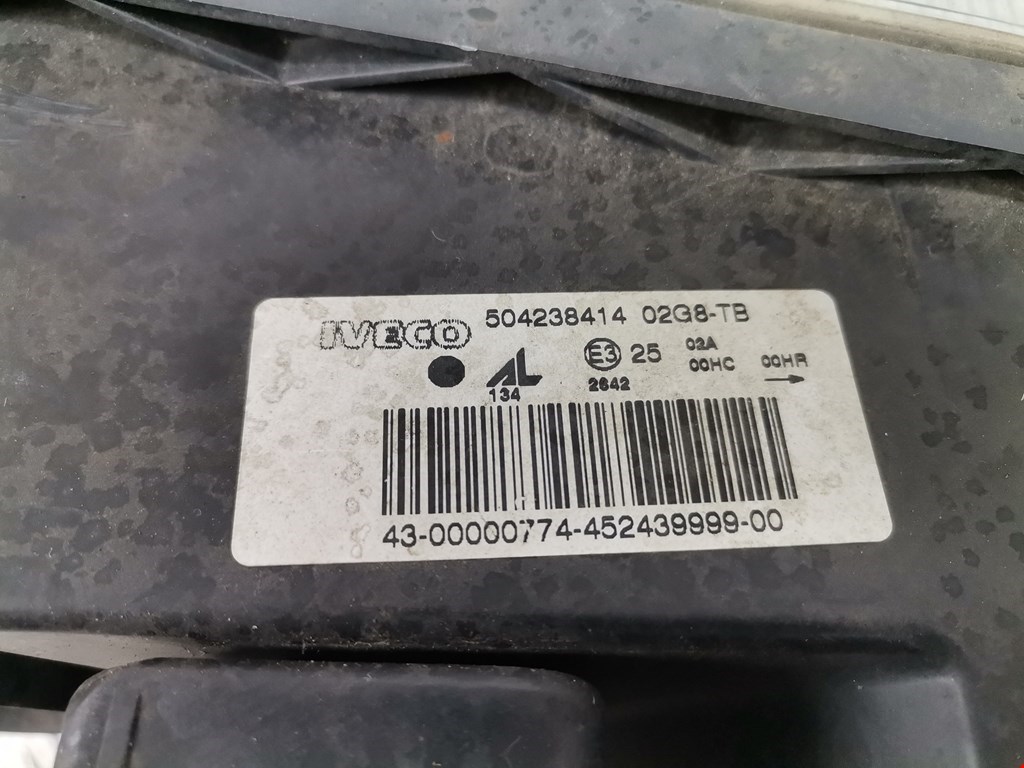 IVECO 504238414 02G8-TB
AL E3 25 02A
00HC 00HR
134 2642
43-00000774-452439999-00